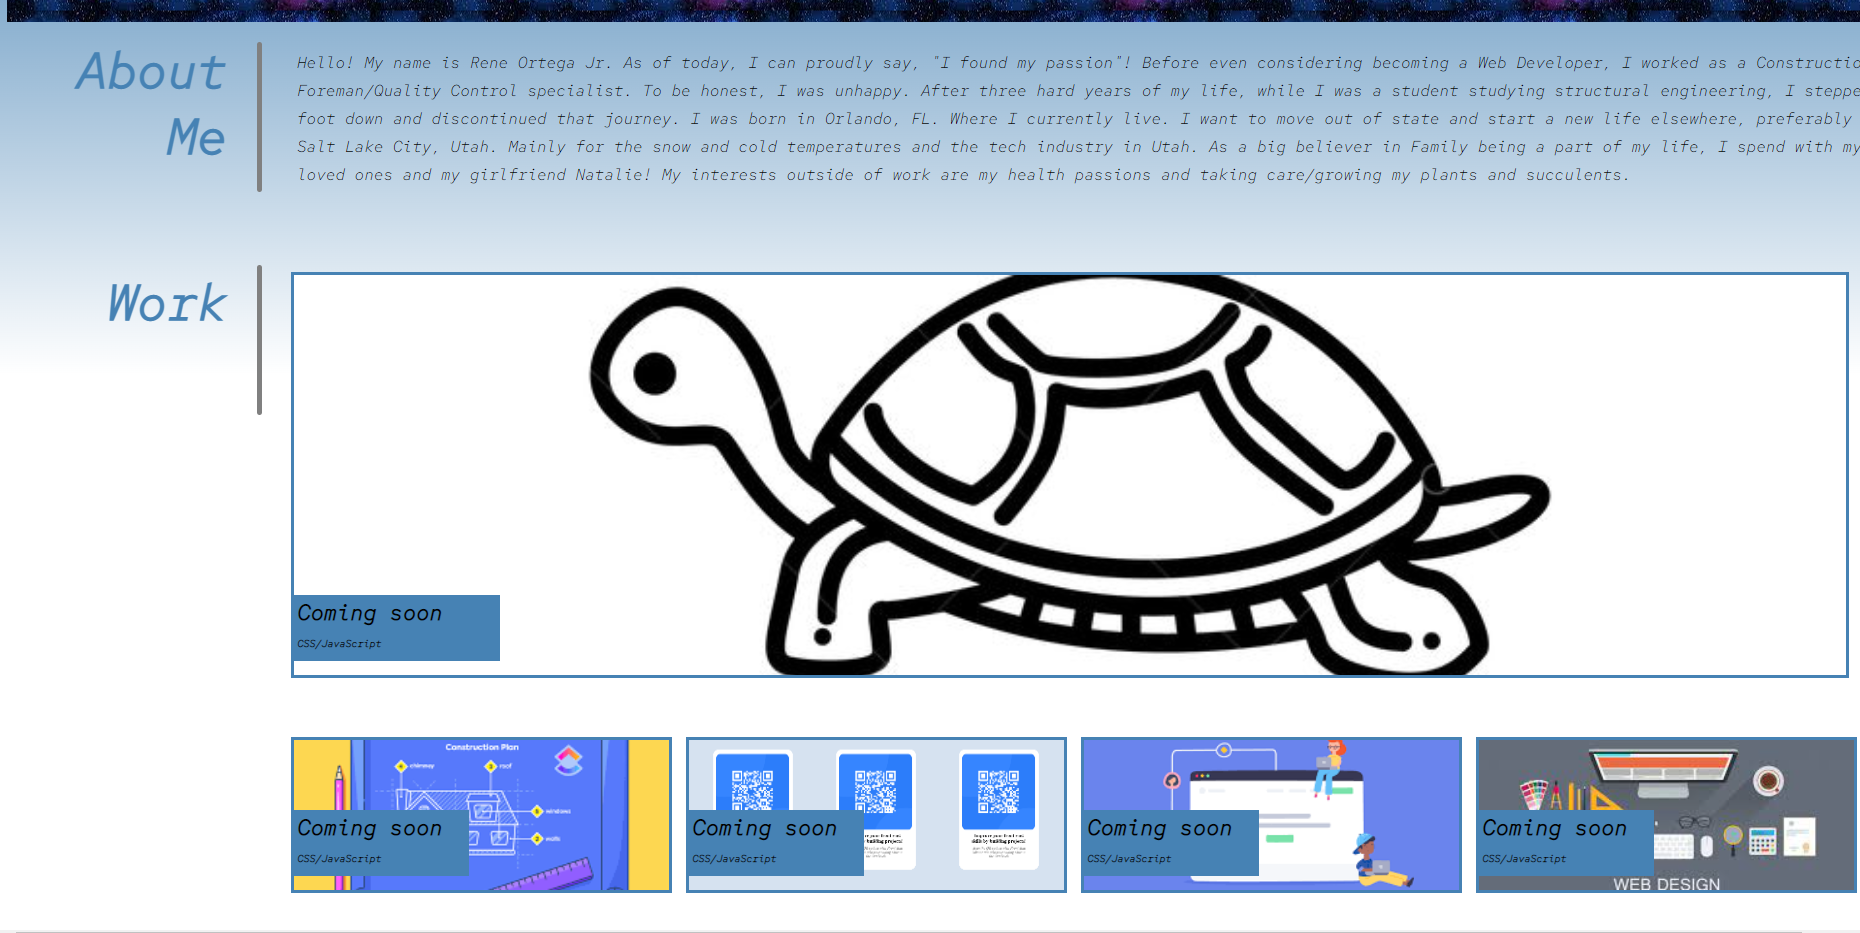 About
Me
Hello! My name is Rene Ortega Jr. As of today, I can proudly say, "I found my passion"! Before even considering becoming a Web Developer, I worked as a Constructio
Foreman/Quality Control specialist. To be honest, I was unhappy. After three hard years of my life, while I was a student studying structural engineering, I steppe
foot down and discontinued that journey. I was born in Orlando, FL. Where I currently live. I want to move out of state and start a new life elsewhere, preferably
Salt Lake City, Utah. Mainly for the snow and cold temperatures and the tech industry in Utah. As a big believer in Family being a part of my life, I spend with my
loved ones and my girlfriend Natalie! My interests outside of work are my health passions and taking care/growing my plants and succulents.
Work
Coming soon
CSS/JavaScript
Construction Plan
chimney
roof
windows
walls
Coming soon
CSS/JavaScript
Improve your front-end
skills by building projects
Coming soon
CSS/JavaScript
Coming soon
CSS/JavaScript
Coming soon
CSS/JavaScript
WEB DESIGN